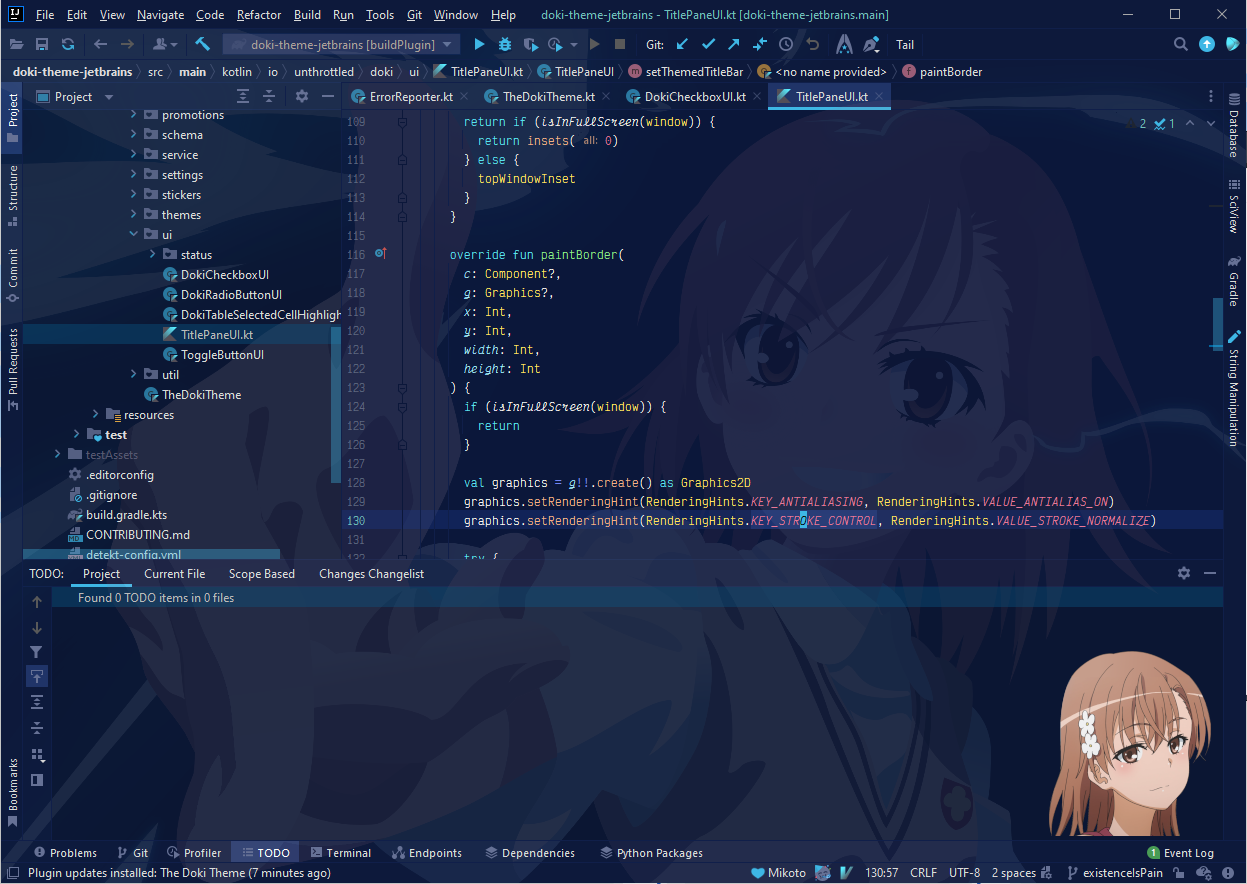 File Edit View Navigate Code Refactor Build Run Tools Git Window Help doki-theme-jetbrains - TitlePaneUI.kt [doki-theme-jetbrains.main]
doki-theme-jetbrains [buildPlugin] Git: Tail
doki-theme-jetbrains src main kotlin io unthrottled doki ui TitlePaneUI.kt TitlePaneUI setThemedTitleBar <no name provided> paintBorder
Project
ErrorReporter.kt TheDokiTheme.kt DokiCheckboxUI.kt TitlePaneUI.kt
Project
Structure
Commit
Pull Requests
Bookmarks
promotions
schema
service
settings
stickers
themes
ui
status
DokiCheckboxUI
DokiRadioButtonUI
DokiTableSelectedCellHighligh
TitlePaneUI.kt
ToggleButtonUI
util
TheDokiTheme
resources
test
testAssets
.editorconfig
.gitignore
build.gradle.kts
CONTRIBUTING.md
detekt-config.yml
2 1
109 return if (isInFullScreen(window)) {
110 return insets( all: 0)
111 } else {
112 topWindowInset
113 }
114 }
115
116 override fun paintBorder(
117 c: Component?,
118 g: Graphics?,
119 x: Int,
120 y: Int,
121 width: Int,
122 height: Int
123 ) {
124 if (isInFullScreen(window)) {
125 return
126 }
127
128 val graphics = g!!.create() as Graphics2D
129 graphics.setRenderingHint(RenderingHints.KEY_ANTIALIASING, RenderingHints.VALUE_ANTIALIAS_ON)
130 graphics.setRenderingHint(RenderingHints.KEY_STROKE_CONTROL, RenderingHints.VALUE_STROKE_NORMALIZE)
131
132 try {
Database
SciView
Gradle
String Manipulation
TODO: Project Current File Scope Based Changes Changelist
Found 0 TODO items in 0 files
Problems Git Profiler TODO Terminal Endpoints Dependencies Python Packages 1 Event Log
Plugin updates installed: The Doki Theme (7 minutes ago) Mikoto 130:57 CRLF UTF-8 2 spaces existenceIsPain